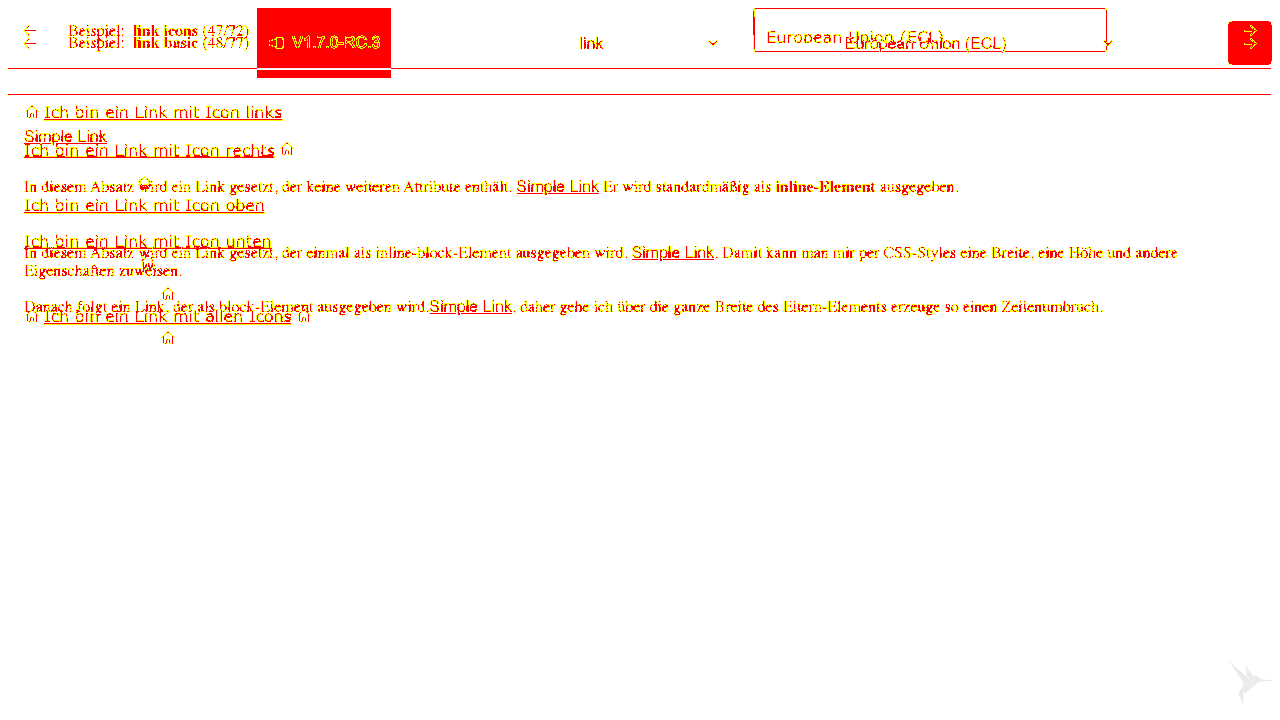 ← Beispiel: link icons (47/72)
← Beispiel: link basic (48/77)
V1.7.0-RC.3
link
European Union (ECL)
European Union (ECL)
Ich bin ein Link mit Icon links
Simple Link
Ich bin ein Link mit Icon rechts
In diesem Absatz wird ein Link gesetzt, der keine weiteren Attribute enthält. Simple Link Er wird standardmäßig als inline-Element ausgegeben.
Ich bin ein Link mit Icon oben
Ich bin ein Link mit Icon unten
In diesem Absatz wird ein Link gesetzt, der einmal als inline-block-Element ausgegeben wird. Simple Link. Damit kann man mir per CSS-Styles eine Breite, eine Höhe und andere
Eigenschaften zuweisen.
Danach folgt ein Link, der als block-Element ausgegeben wird.Simple Link. daher gehe ich über die ganze Breite des Eltern-Elements erzeuge so einen Zeilenumbruch.
Ich bin ein Link mit allen Icons